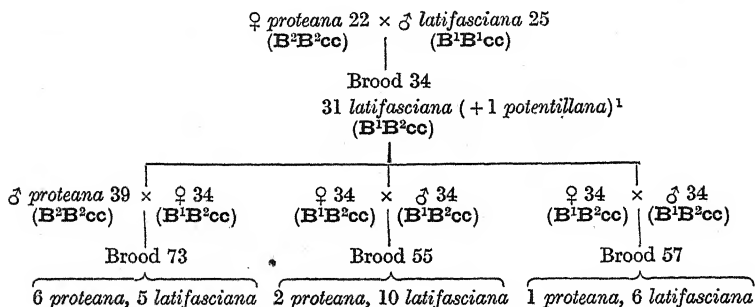 ♀ proteana 22 × ♂ latifasciana 25
(B²B²cc) (B¹B¹cc)
Brood 34
31 latifasciana (+ 1 potentillana)¹
(B¹B²cc)
♂ proteana 39 × ♀ 34 ♀ 34 × ♂ 34 ♀ 34 × ♂ 34
(B²B²cc) (B¹B²cc) (B¹B²cc) (B¹B²cc) (B¹B²cc) (B¹B²cc)
Brood 73 Brood 55 Brood 57
6 proteana, 5 latifasciana 2 proteana, 10 latifasciana 1 proteana, 6 latifasciana